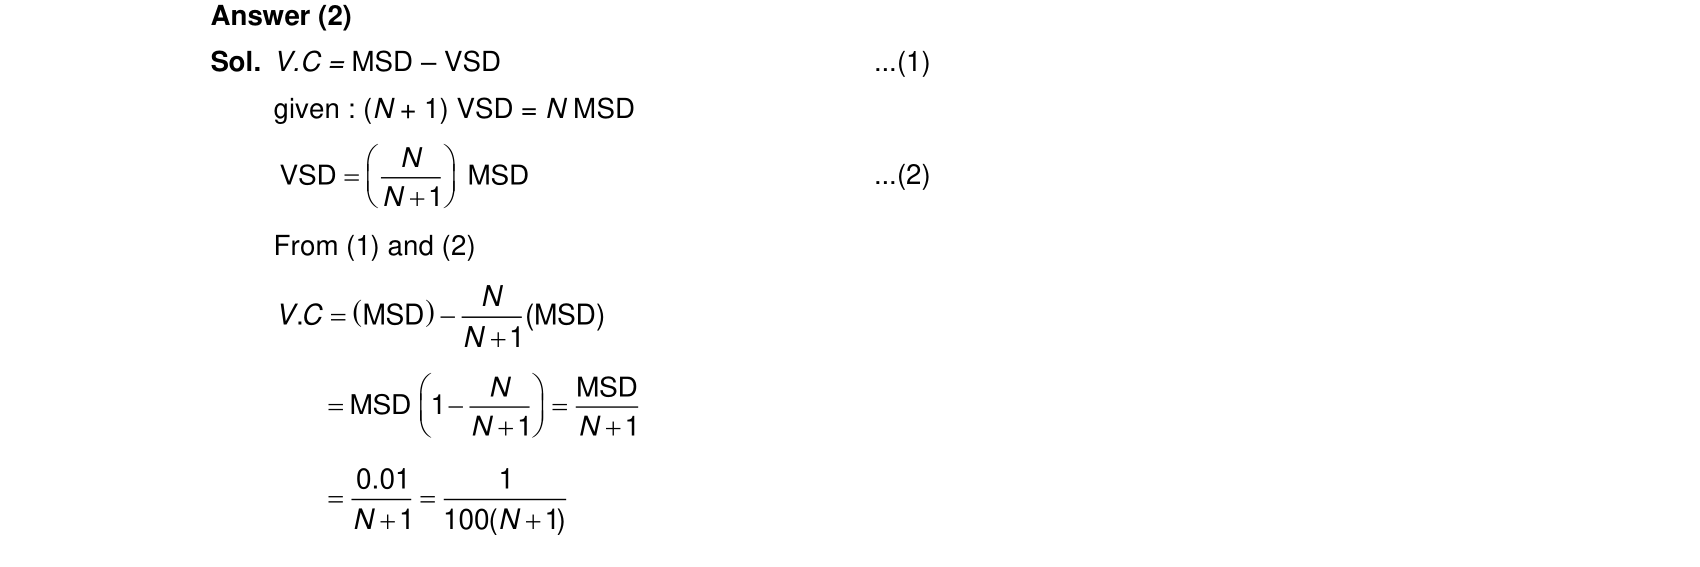 Answer (2)
Sol. V.C = MSD – VSD ...(1)
given : (N + 1) VSD = N MSD
VSD = (N/(N+1)) MSD ...(2)
From (1) and (2)
V.C = (MSD) – N/(N+1) (MSD)
= MSD (1 – N/(N+1)) = MSD/(N+1)
= 0.01/(N+1) = 1/(100(N+1))